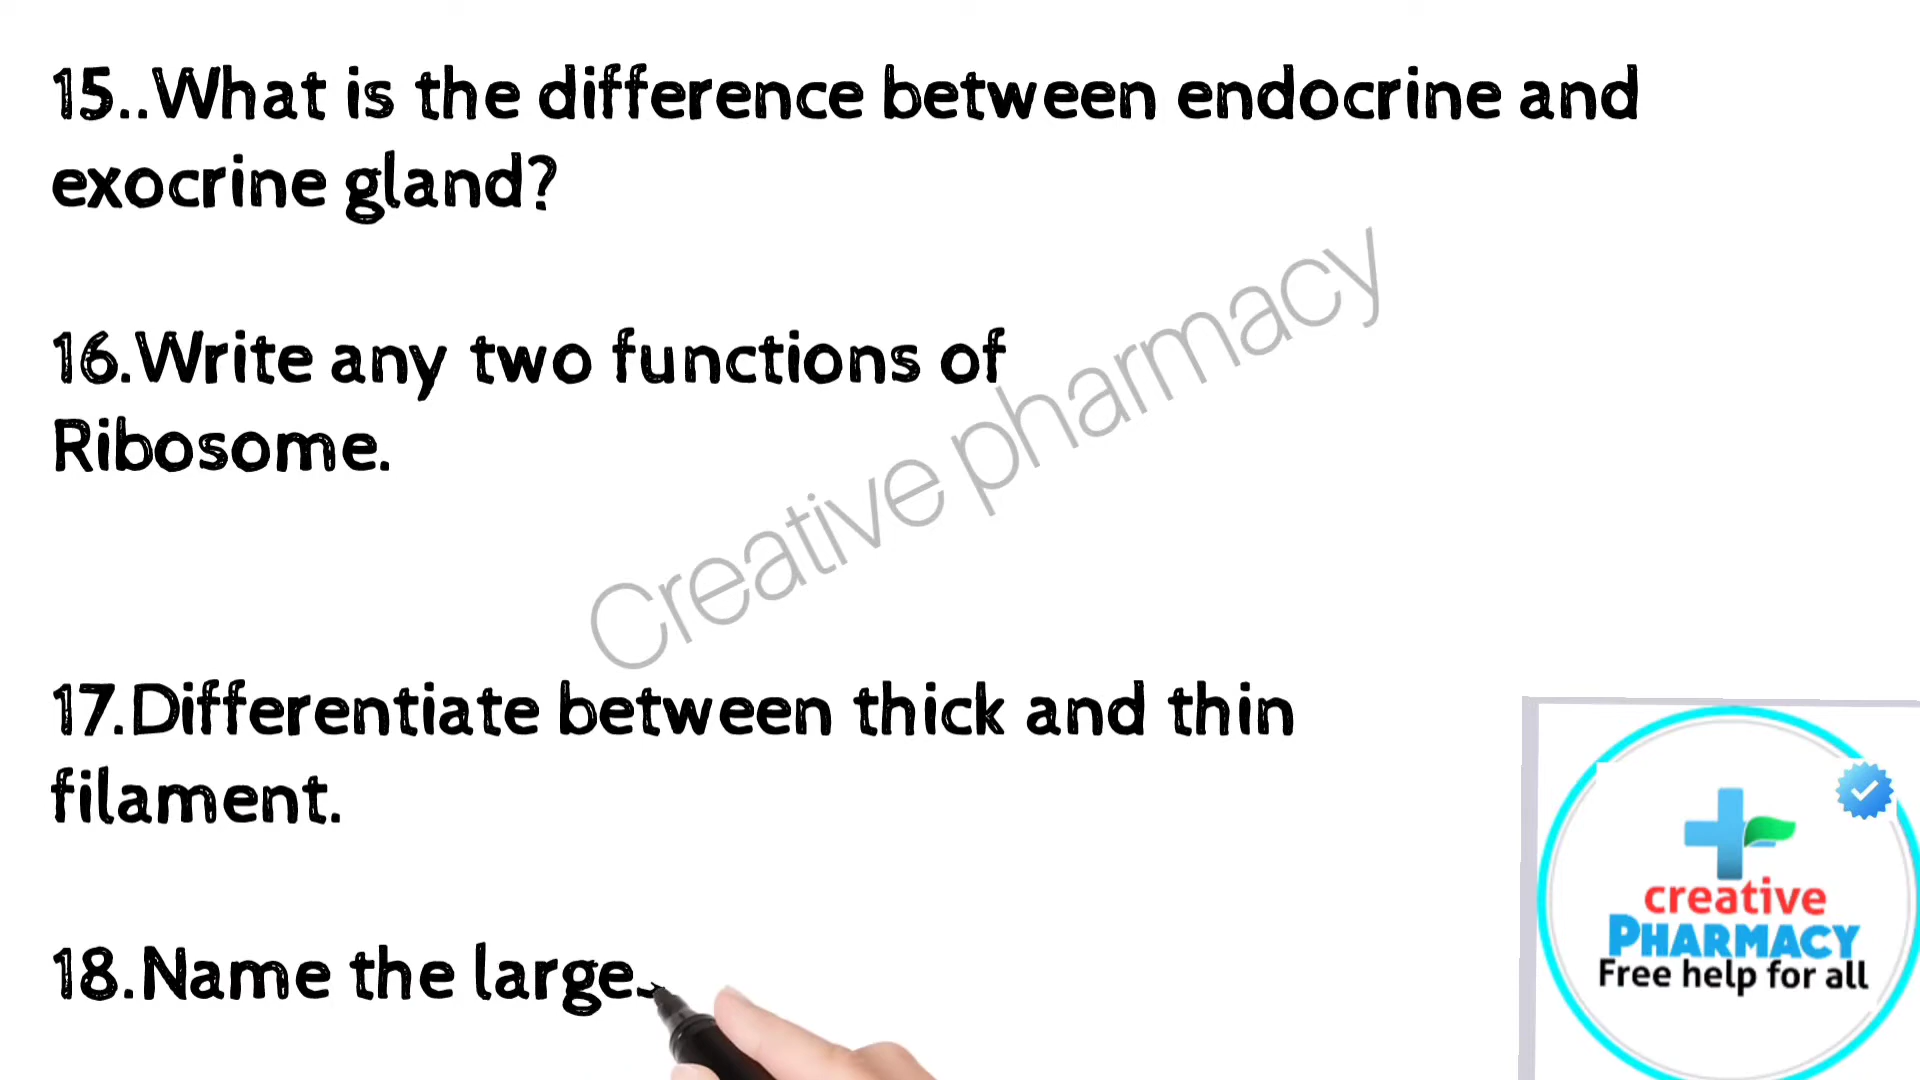 15..What is the difference between endocrine and
exocrine gland?
16.Write any two functions of
Ribosome.
Creative pharmacy
17.Differentiate between thick and thin
filament.
18.Name the large
creative
PHARMACY
Free help for all